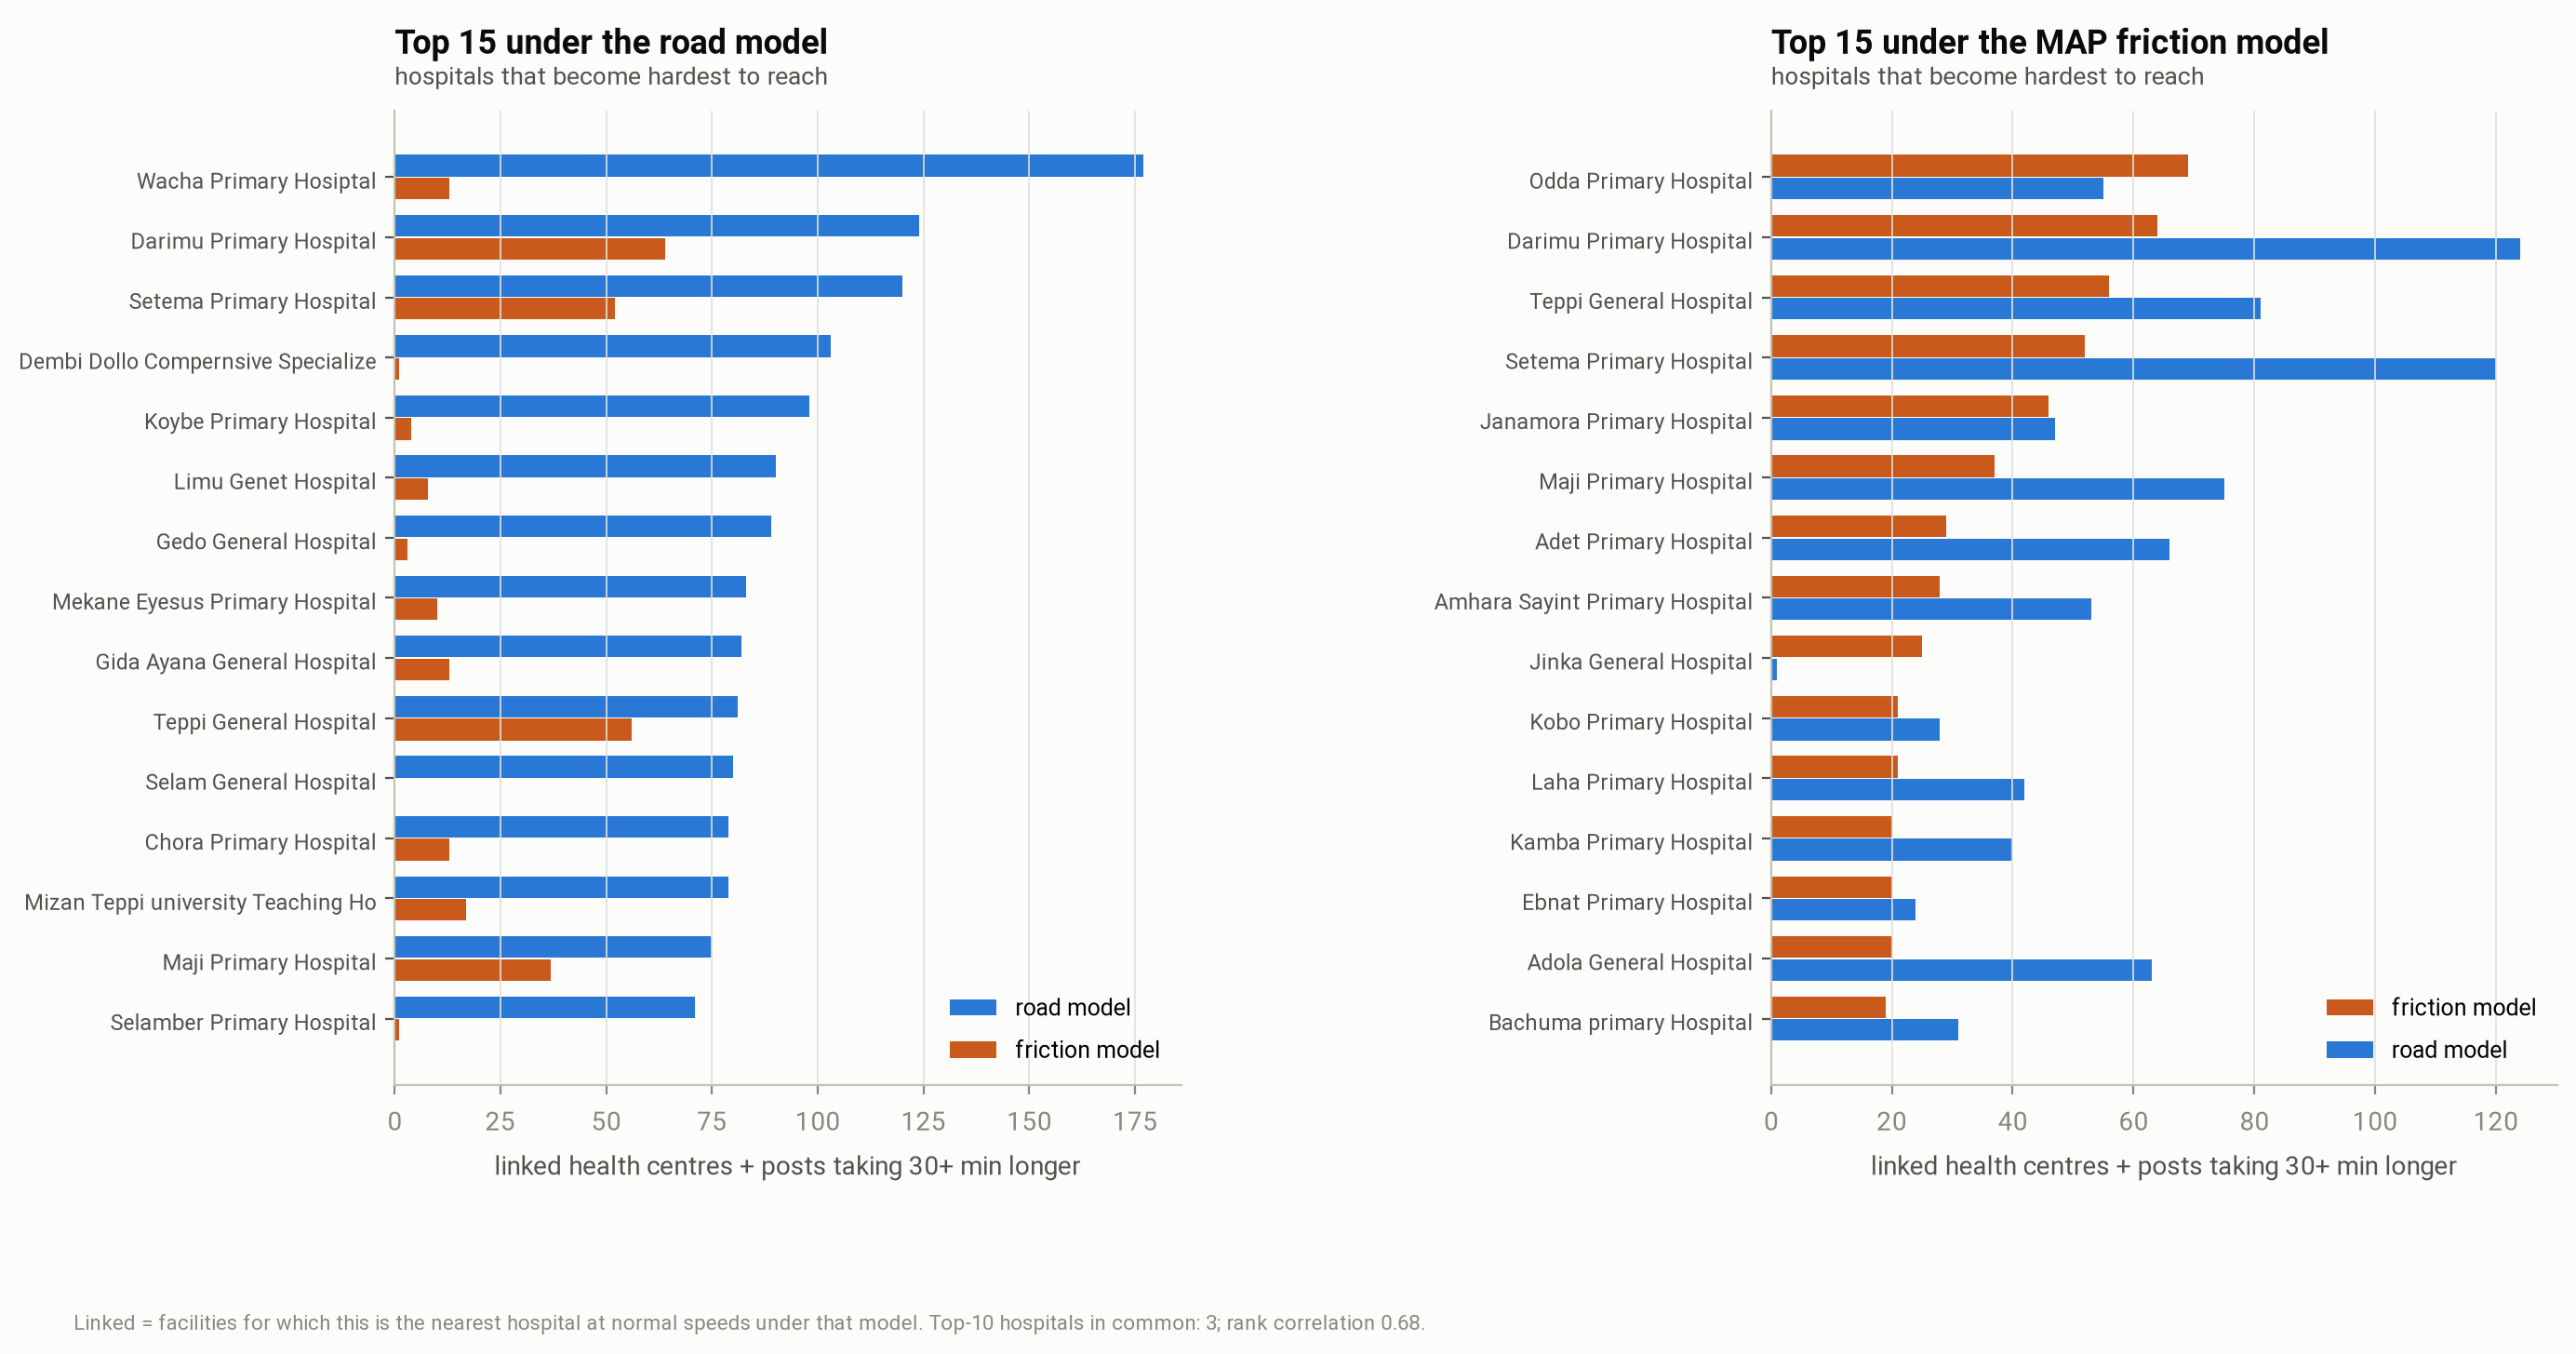 Top 15 under the road model
hospitals that become hardest to reach
Wacha Primary Hosiptal
Darimu Primary Hospital
Setema Primary Hospital
Dembi Dollo Compernsive Specialize
Koybe Primary Hospital
Limu Genet Hospital
Gedo General Hospital
Mekane Eyesus Primary Hospital
Gida Ayana General Hospital
Teppi General Hospital
Selam General Hospital
Chora Primary Hospital
Mizan Teppi university Teaching Ho
Maji Primary Hospital
Selamber Primary Hospital
road model
friction model
0 25 50 75 100 125 150 175
linked health centres + posts taking 30+ min longer
Top 15 under the MAP friction model
hospitals that become hardest to reach
Odda Primary Hospital
Darimu Primary Hospital
Teppi General Hospital
Setema Primary Hospital
Janamora Primary Hospital
Maji Primary Hospital
Adet Primary Hospital
Amhara Sayint Primary Hospital
Jinka General Hospital
Kobo Primary Hospital
Laha Primary Hospital
Kamba Primary Hospital
Ebnat Primary Hospital
Adola General Hospital
Bachuma primary Hospital
friction model
road model
0 20 40 60 80 100 120
linked health centres + posts taking 30+ min longer
Linked = facilities for which this is the nearest hospital at normal speeds under that model. Top-10 hospitals in common: 3; rank correlation 0.68.